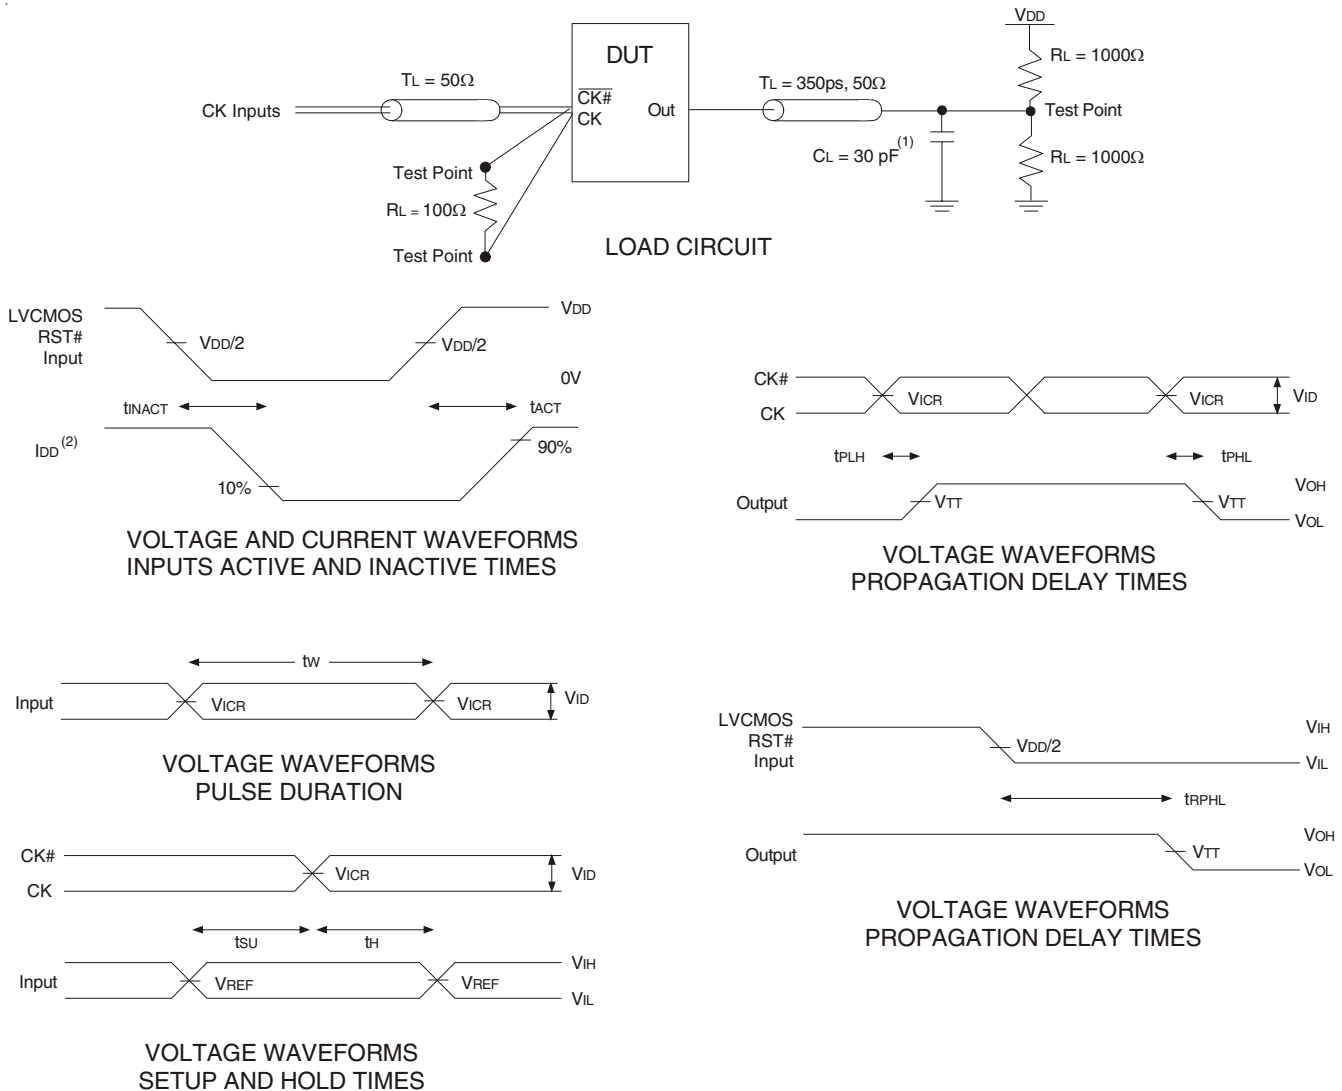 VDD
DUT
RL = 1000Ω
TL = 50Ω
TL = 350ps, 50Ω
CK#
CK Inputs
CK
Out
Test Point
CL = 30 pF(1)
RL = 1000Ω
Test Point
RL = 100Ω
Test Point
LOAD CIRCUIT
LVCMOS
RST#
Input
VDD/2
VDD/2
VDD
0V
tINACT
tACT
IDD(2)
10%
90%
VOLTAGE AND CURRENT WAVEFORMS
INPUTS ACTIVE AND INACTIVE TIMES
CK#
CK
VICR
VICR
VID
tPLH
tPHL
Output
VTT
VTT
VOH
VOL
VOLTAGE WAVEFORMS
PROPAGATION DELAY TIMES
tW
Input
VICR
VICR
VID
VOLTAGE WAVEFORMS
PULSE DURATION
LVCMOS
RST#
Input
VDD/2
VIH
VIL
tRPHL
Output
VTT
VOH
VOL
VOLTAGE WAVEFORMS
PROPAGATION DELAY TIMES
CK#
CK
VICR
VID
tSU
tH
Input
VREF
VREF
VIH
VIL
VOLTAGE WAVEFORMS
SETUP AND HOLD TIMES